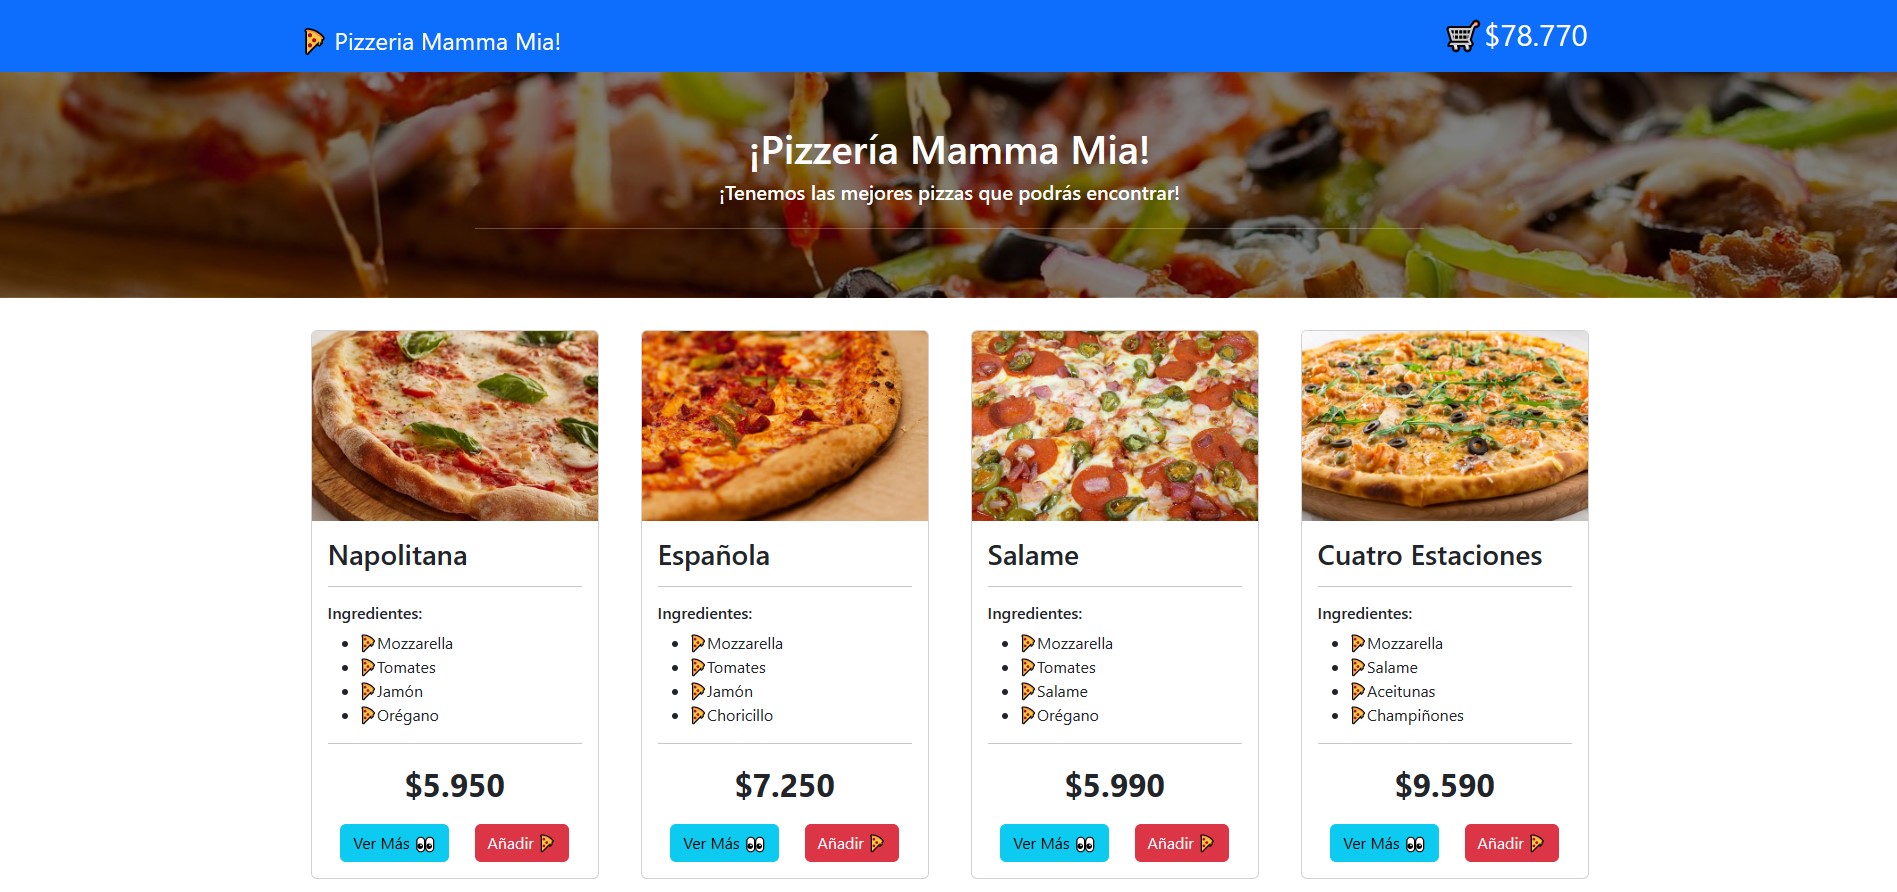 Pizzeria Mamma Mia!
$78.770
¡Pizzería Mamma Mia!
¡Tenemos las mejores pizzas que podrás encontrar!
Napolitana
Ingredientes:
Mozzarella
Tomates
Jamón
Orégano
$5.950
Ver Más
Añadir
Española
Ingredientes:
Mozzarella
Tomates
Jamón
Choricillo
$7.250
Ver Más
Añadir
Salame
Ingredientes:
Mozzarella
Tomates
Salame
Orégano
$5.990
Ver Más
Añadir
Cuatro Estaciones
Ingredientes:
Mozzarella
Salame
Aceitunas
Champiñones
$9.590
Ver Más
Añadir